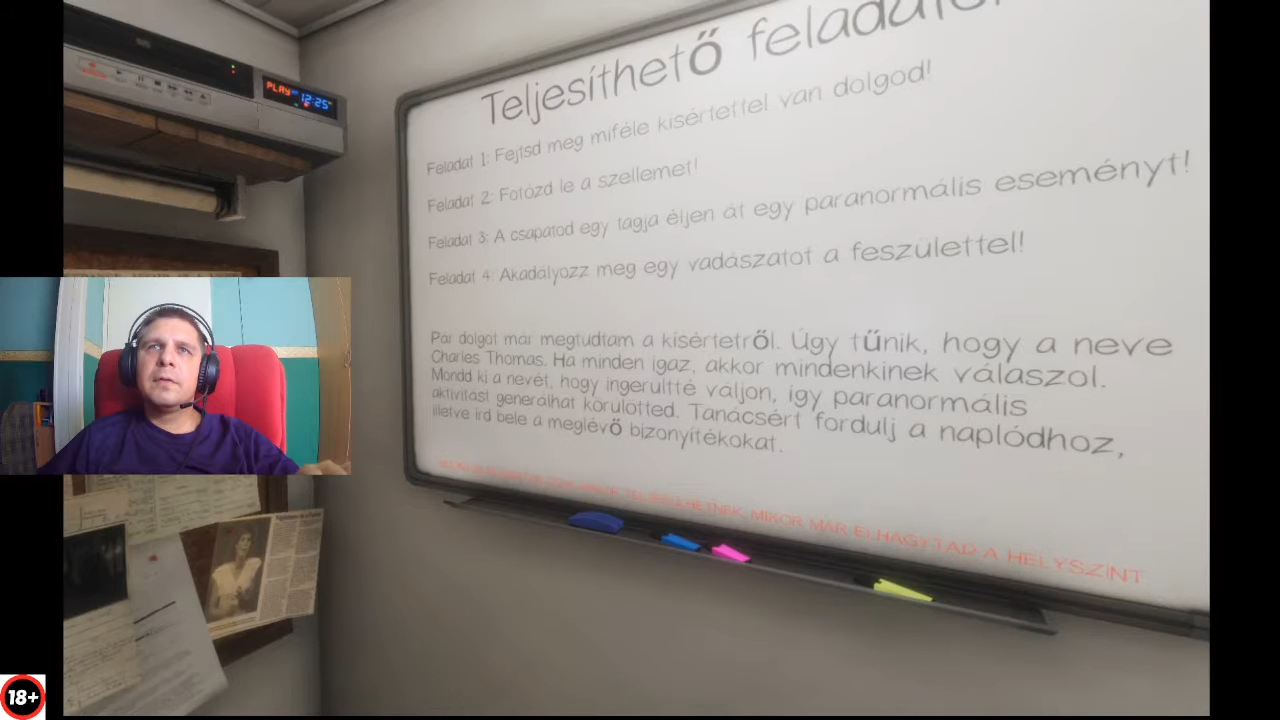 PLAY 12:25
Teljesíthető
Feladat 1: Fejtsd meg miféle kísértettel van dolgod!
Feladat 2: Fotózd le a szellemet!
Feladat 3: A csapatod egy tagja éljen át egy paranormális eseményt!
Feladat 4: Akadályozz meg egy vadászatot a feszülettel!
Pár dolgot már megtudtam a kísértetről. Úgy tűnik, hogy a neve
Charles Thomas. Ha minden igaz, akkor mindenkinek válaszol.
Mondd ki a nevét, hogy ingerültté váljon, így paranormális
aktivitást generálhat körülötted. Tanácsért fordulj a naplódhoz,
illetve írd bele a meglévő bizonyítékokat.
MIKOR MÁR ELHAGYTAD A HELYSZÍNT
18+